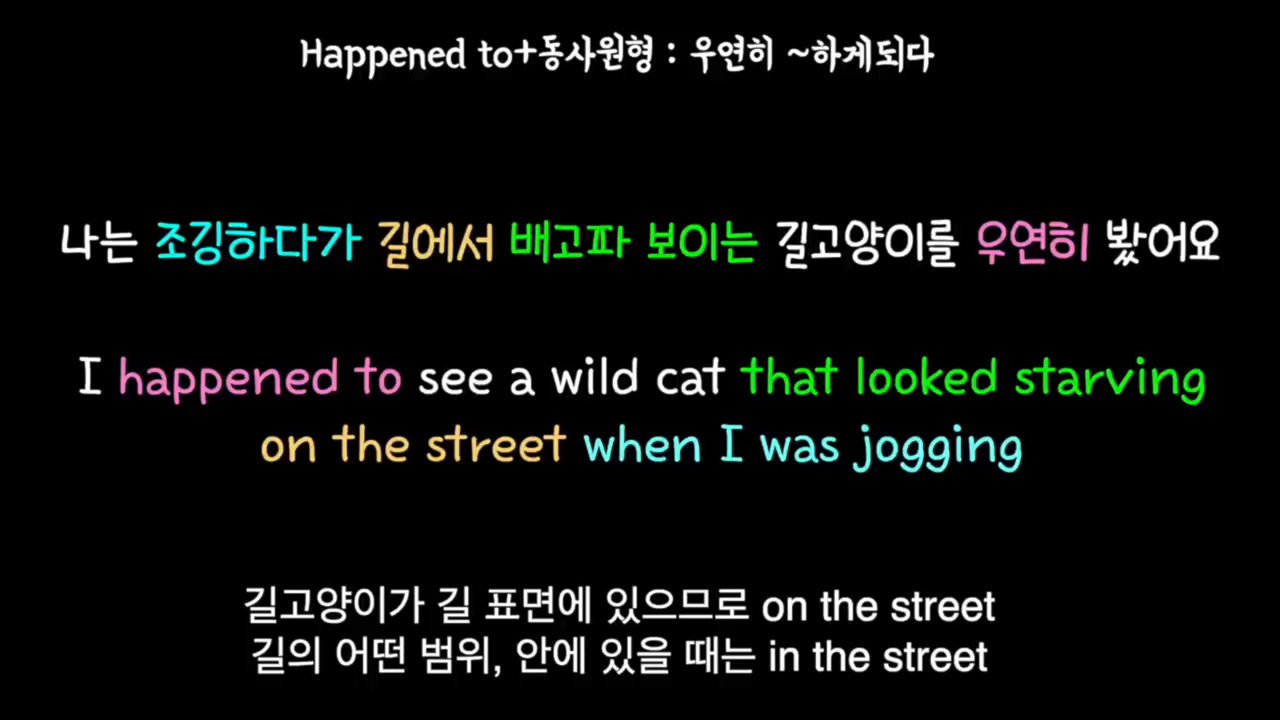 Happened to+동사원형 : 우연히 ~하게되다
나는 조깅하다가 길에서 배고파 보이는 길고양이를 우연히 봤어요
I happened to see a wild cat that looked starving
on the street when I was jogging
길고양이가 길 표면에 있으므로 on the street
길의 어떤 범위, 안에 있을 때는 in the street